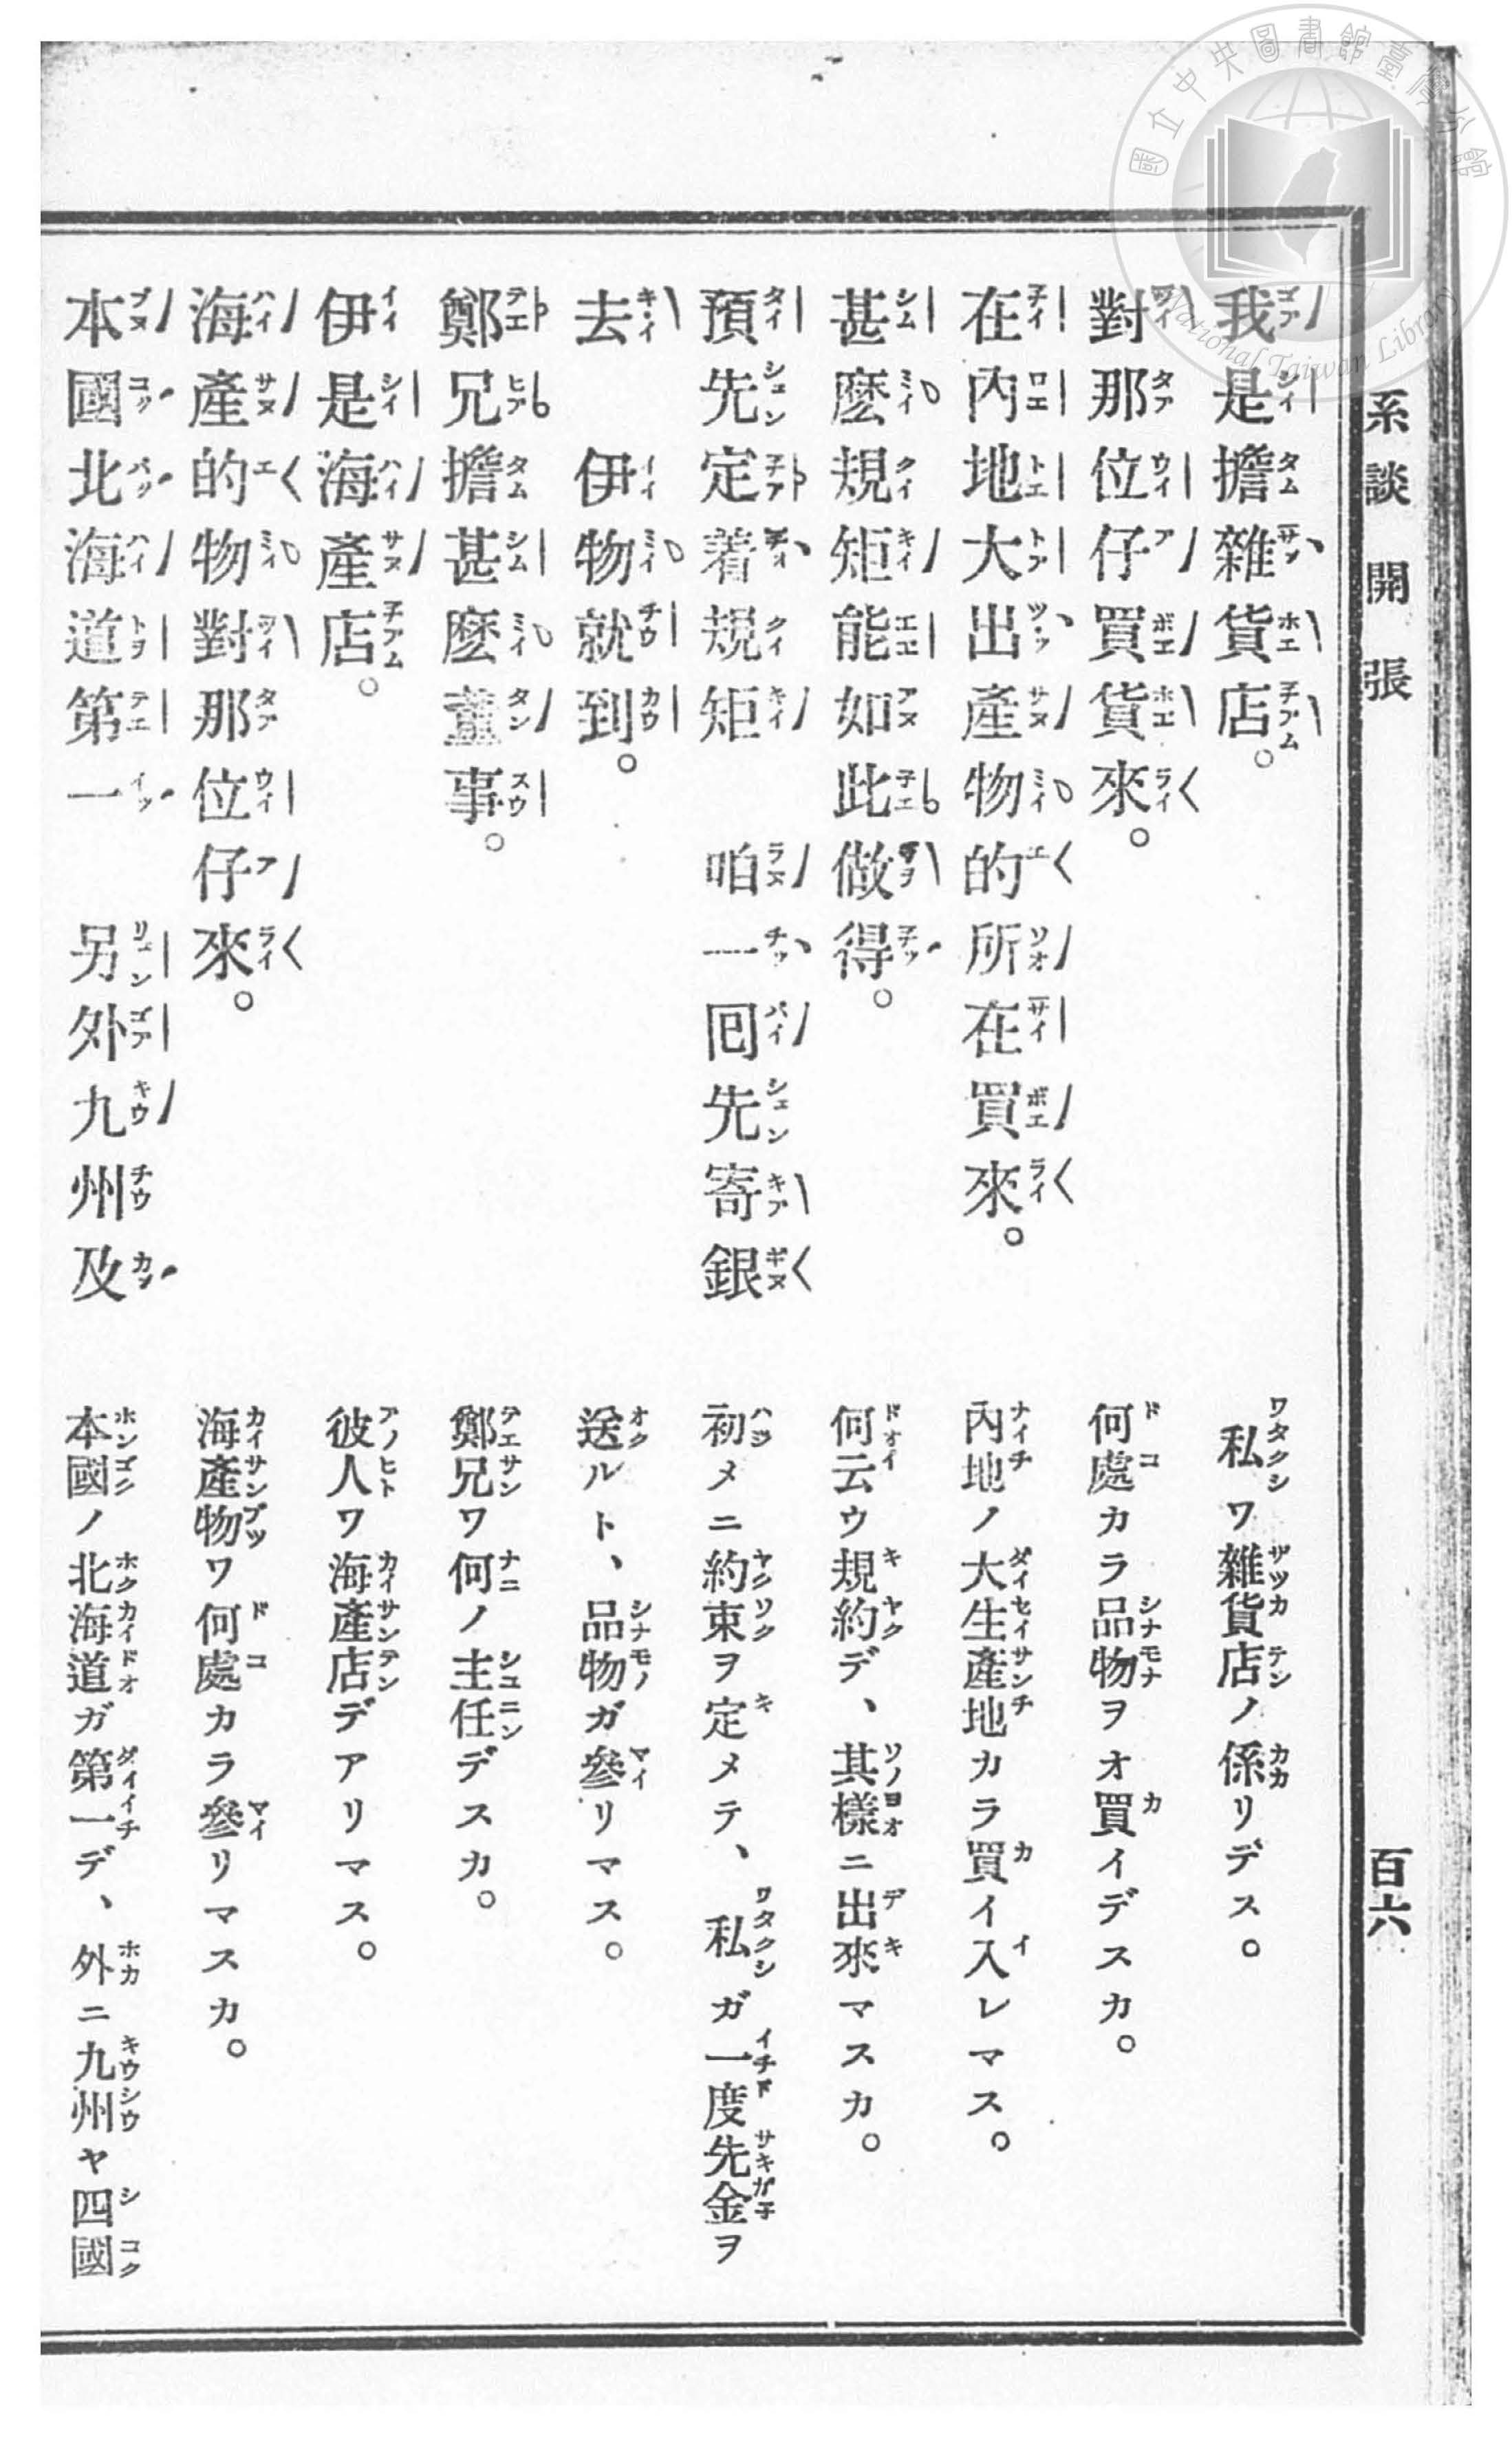 國立中央圖書館臺灣分館
National Taiwan Library
系談 開張
百六
我是擔雜貨店。
私ワ雜貨店ノ係リデス。
對那位仔買貨來。
何處カラ品物ヲオ買イデスカ。
在內地大出產物的所在買來。
內地ノ大生產地カラ買イ入レマス。
甚麽規矩能如此做得。
何云ウ規約デ、其樣ニ出來マスカ。
預先定着規矩 咱一囘先寄銀
初メニ約束ヲ定メテ、私ガ一度先金ヲ
去 伊物就到。
送ルト、品物ガ參リマス。
鄭兄擔甚麽董事。
鄭兄ワ何ノ主任デスカ。
伊是海產店。
彼人ワ海產店デアリマス。
海產的物對那位仔來。
海產物ワ何處カラ參リマスカ。
本國北海道第一 另外九州及
本國ノ北海道ガ第一デ、外ニ九州ヤ四國